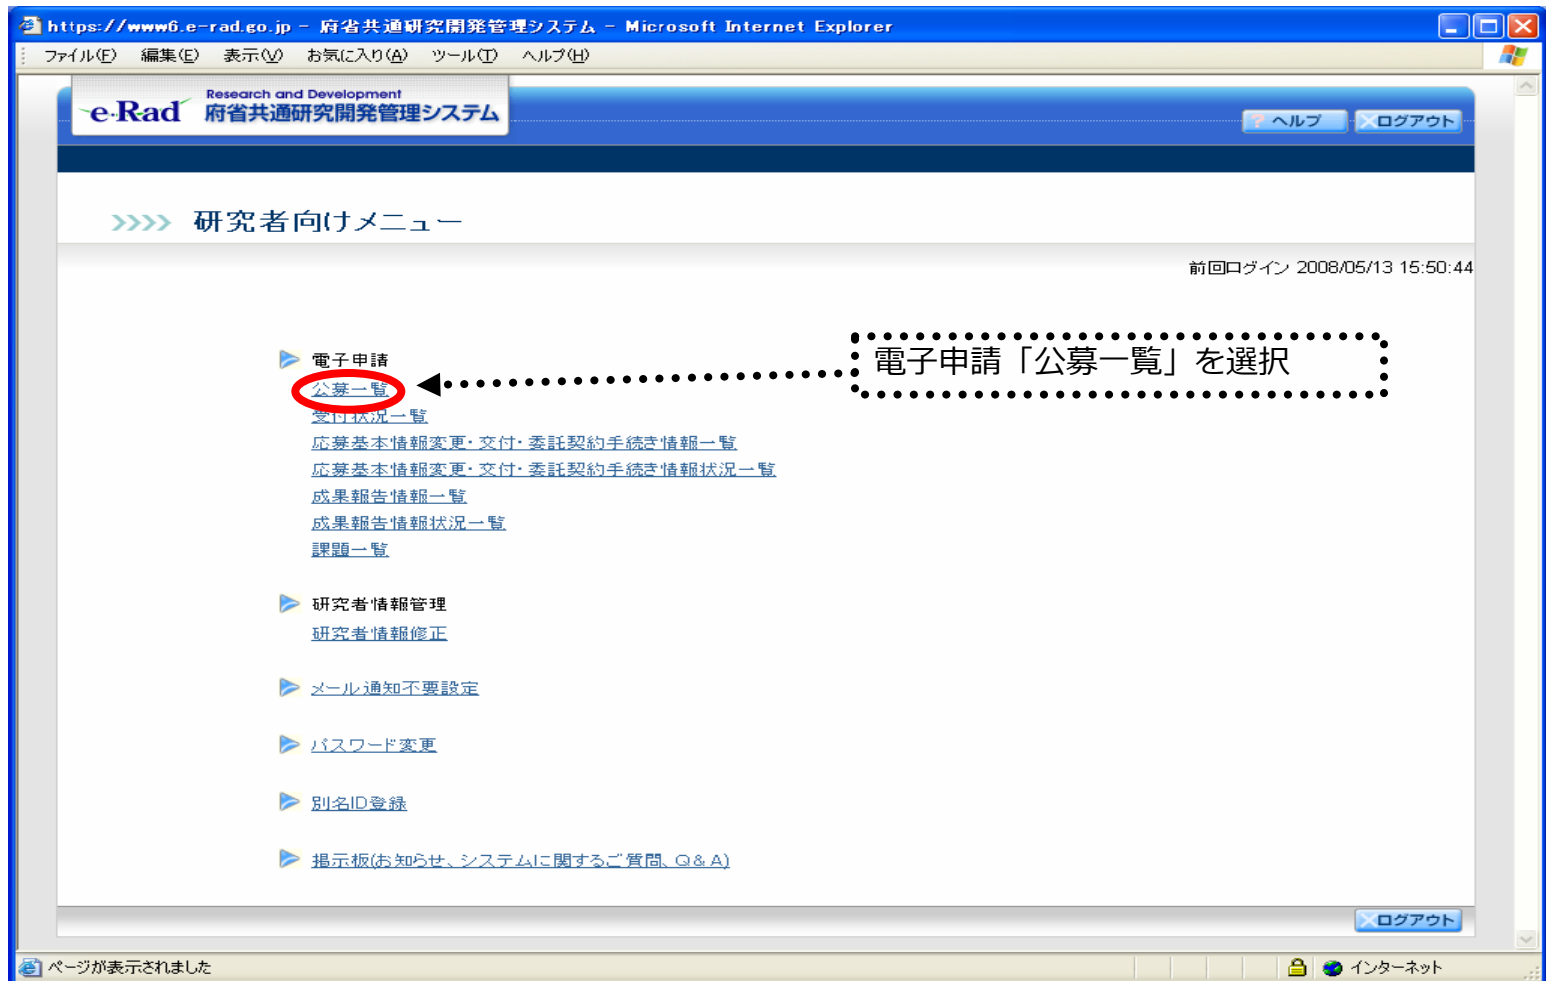 https://www6.e-rad.go.jp - 府省共通研究開発管理システム - Microsoft Internet Explorer
ファイル(F) 編集(E) 表示(V) お気に入り(A) ツール(T) ヘルプ(H)
e-Rad
Research and Development
府省共通研究開発管理システム
? ヘルプ
ログアウト
>>>> 研究者向けメニュー
前回ログイン 2008/05/13 15:50:44
電子申請
電子申請「公募一覧」を選択
公募一覧
受付状況一覧
応募基本情報変更・交付・委託契約手続き情報一覧
応募基本情報変更・交付・委託契約手続き情報状況一覧
成果報告情報一覧
成果報告情報状況一覧
課題一覧
研究者情報管理
研究者情報修正
メール通知不要設定
パスワード変更
別名ID登録
掲示板(お知らせ、システムに関するご質問、Q&A)
ログアウト
ページが表示されました
インターネット